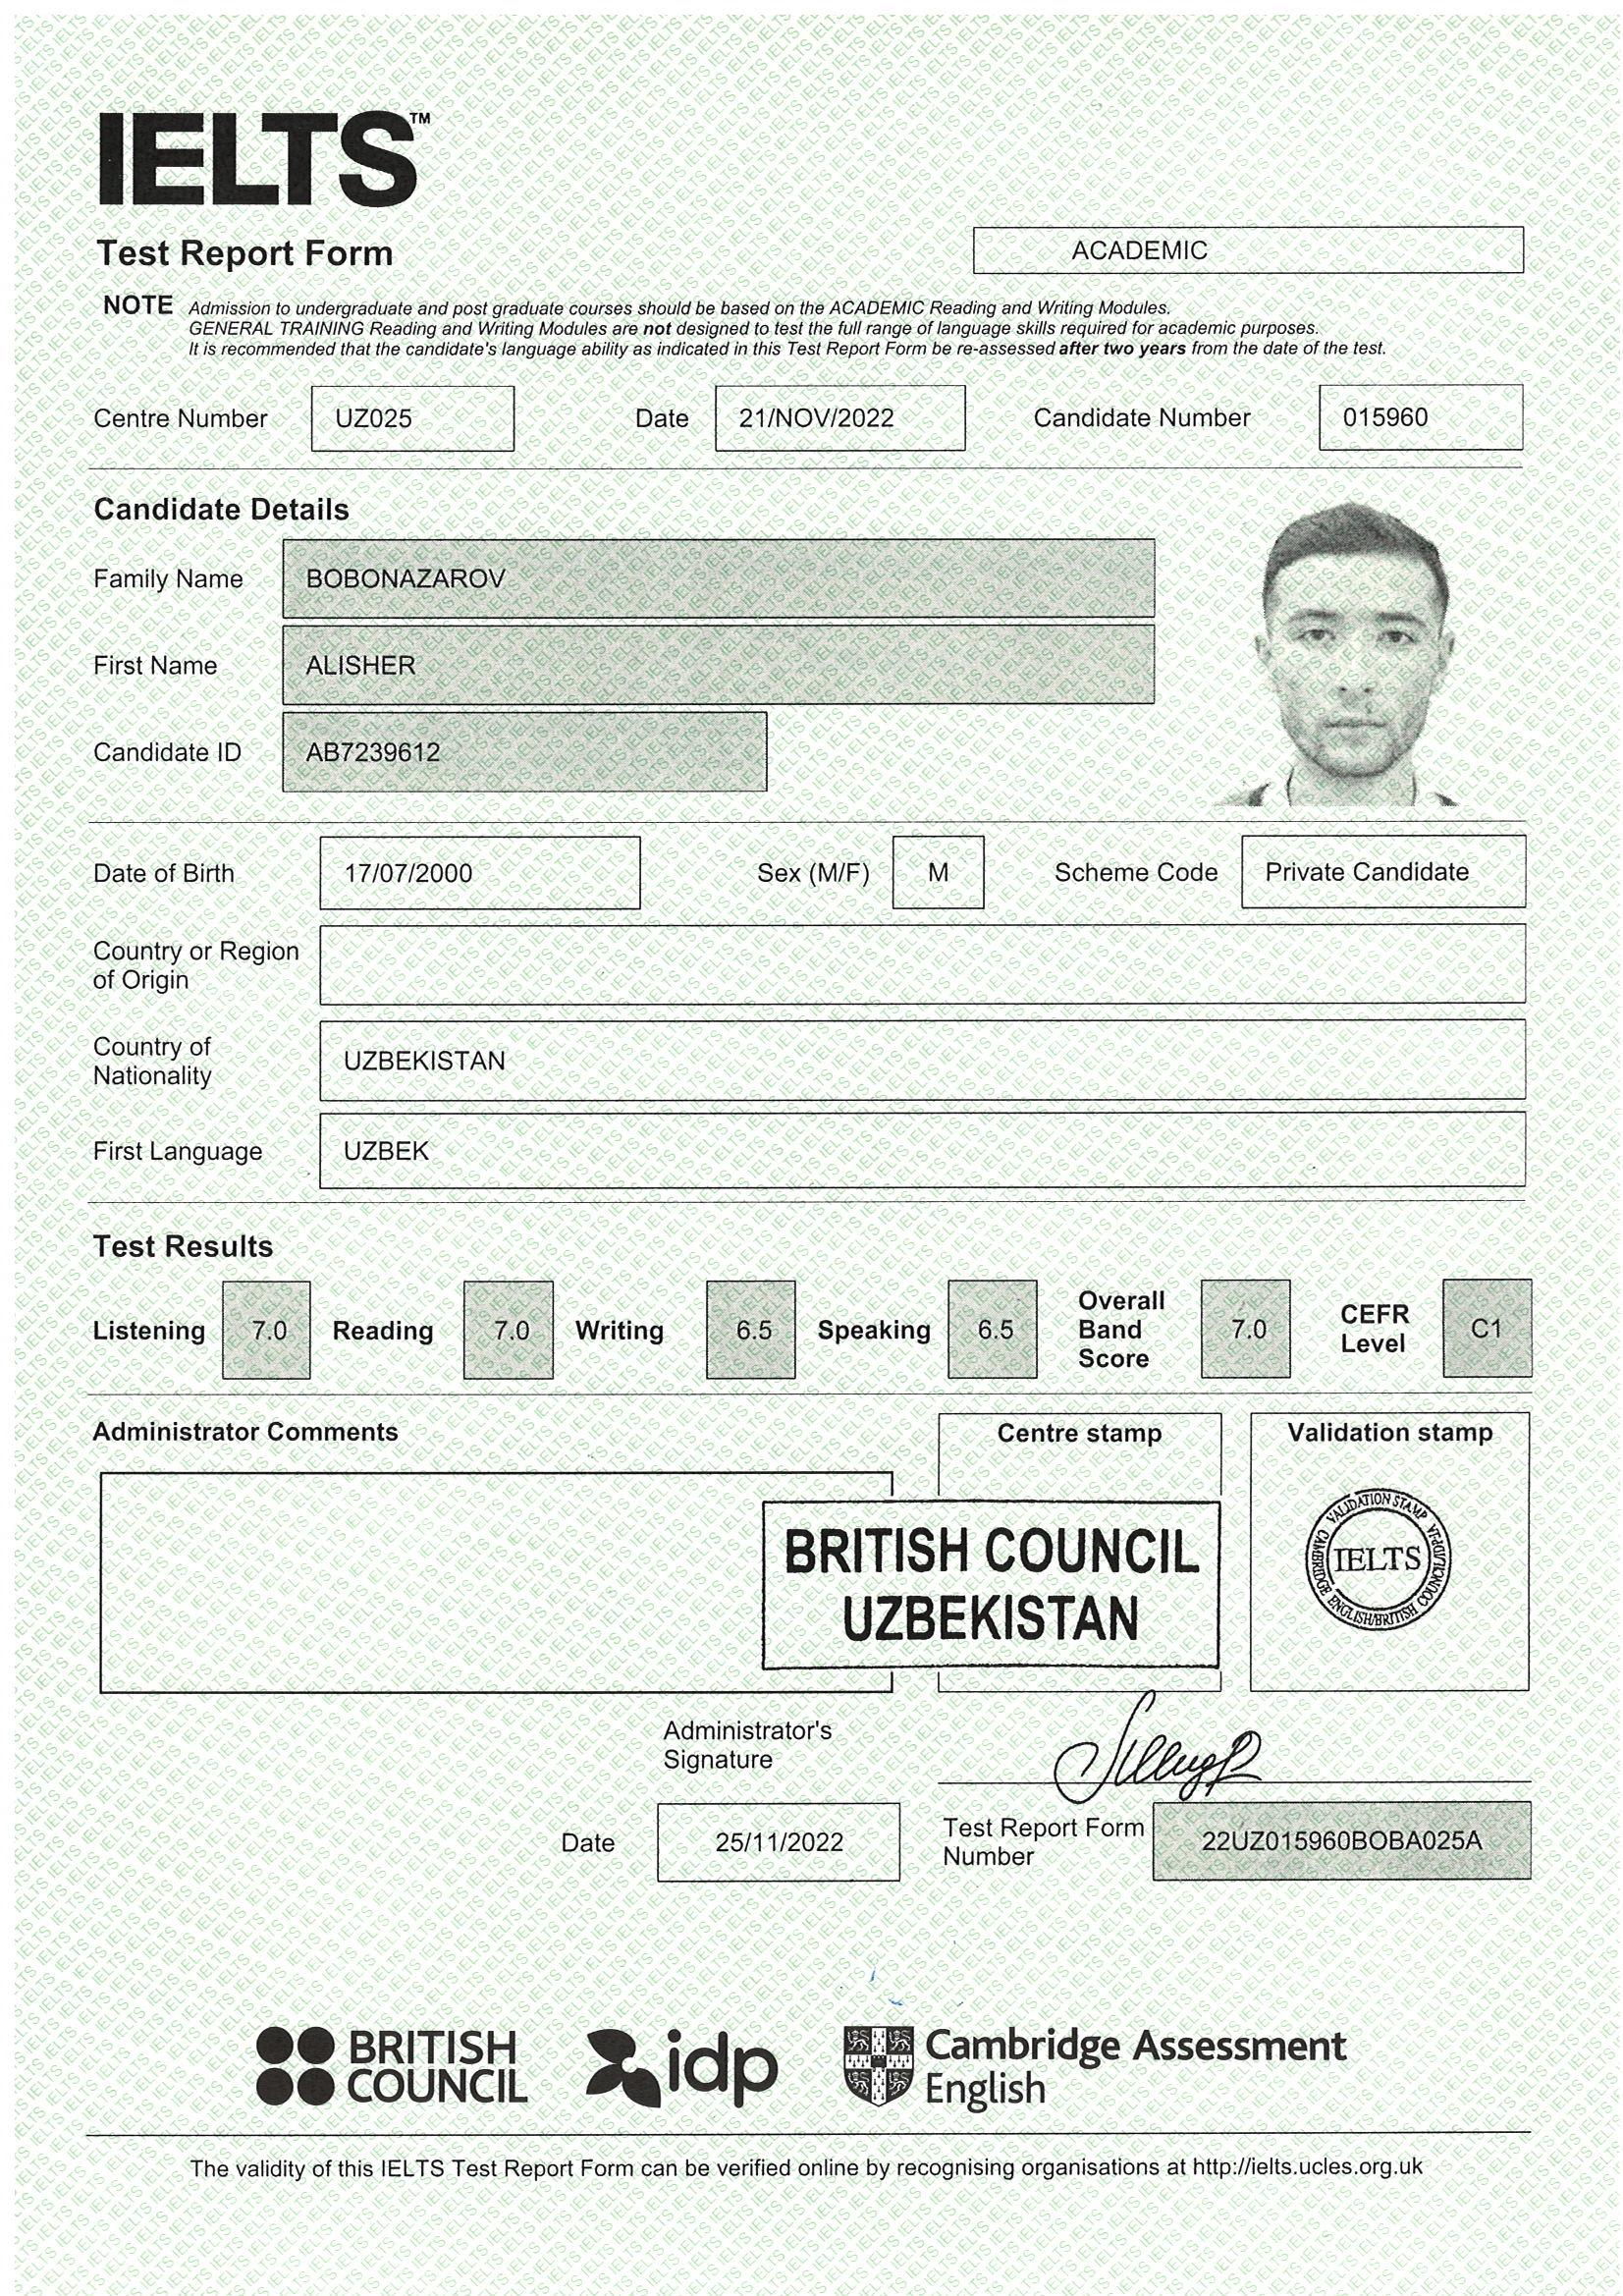 IELTS™
Test Report Form
ACADEMIC
NOTE Admission to undergraduate and post graduate courses should be based on the ACADEMIC Reading and Writing Modules.
GENERAL TRAINING Reading and Writing Modules are not designed to test the full range of language skills required for academic purposes.
It is recommended that the candidate's language ability as indicated in this Test Report Form be re-assessed after two years from the date of the test.
Centre Number UZ025 Date 21/NOV/2022 Candidate Number 015960
Candidate Details
Family Name BOBONAZAROV
First Name ALISHER
Candidate ID AB7239612
Date of Birth 17/07/2000 Sex (M/F) M Scheme Code Private Candidate
Country or Region
of Origin
Country of
Nationality
UZBEKISTAN
First Language UZBEK
Test Results
Listening 7.0 Reading 7.0 Writing 6.5 Speaking 6.5 Overall Band Score 7.0 CEFR Level C1
Administrator Comments
Centre stamp
BRITISH COUNCIL
UZBEKISTAN
Validation stamp
VALIDATION STAMP
CAMBRIDGE ENGLISH/BRITISH COUNCIL/IDP:IA
IELTS
Administrator's
Signature
Date 25/11/2022
Test Report Form
Number
22UZ015960BOBA025A
BRITISH
COUNCIL
idp
Cambridge Assessment
English
The validity of this IELTS Test Report Form can be verified online by recognising organisations at http://ielts.ucles.org.uk